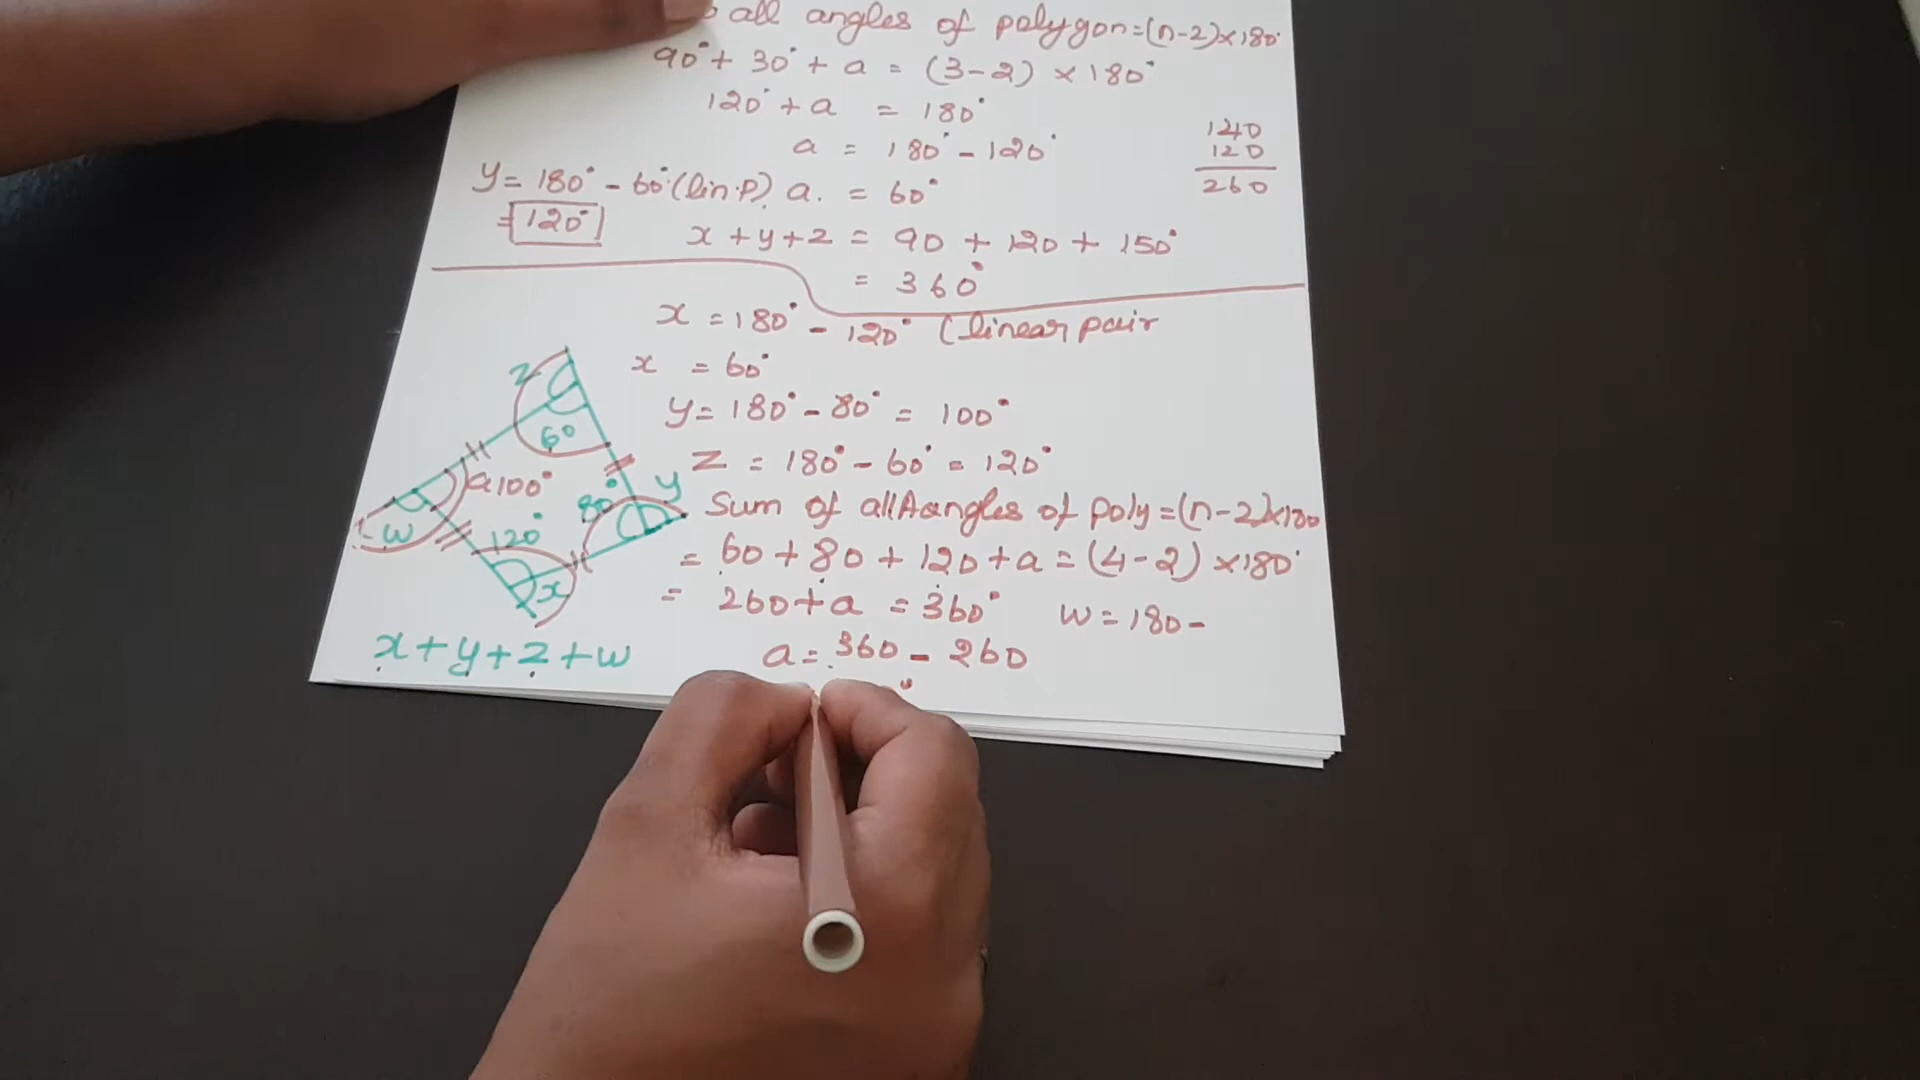 all angles of polygon=(n-2)×180°
90°+ 30° + a = (3-2) × 180°
120° + a = 180°
a = 180° - 120°
140
120
260
y= 180° - 60° (lin.P)
a. = 60°
= 120°
x +y+z = 90 + 120 + 150°
= 360°
x = 180° - 120° (linear pair
x = 60°
y= 180° - 80° = 100°
z = 180° - 60° = 120°
Sum of all angles of poly=(n-2)×180
= 60 + 80 + 120 + a = (4-2) ×180°
= 260+a = 360°
w = 180-
a = 360 - 260
z
60
a 100°
80°
y
w
120°
x
x+y+z+w